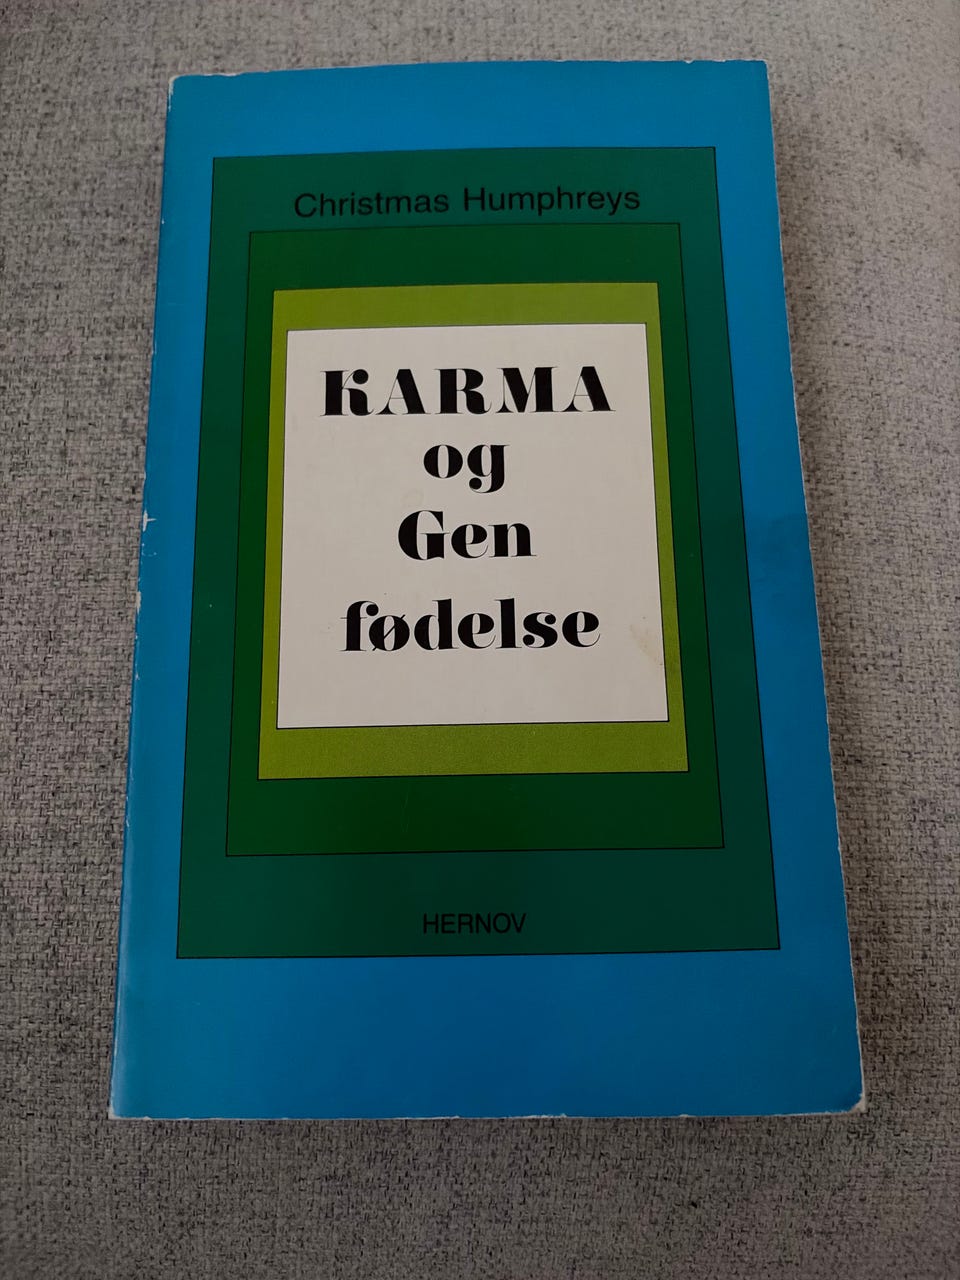 Christmas Humphreys
KARMA
og
Gen
fødelse
HERNOV